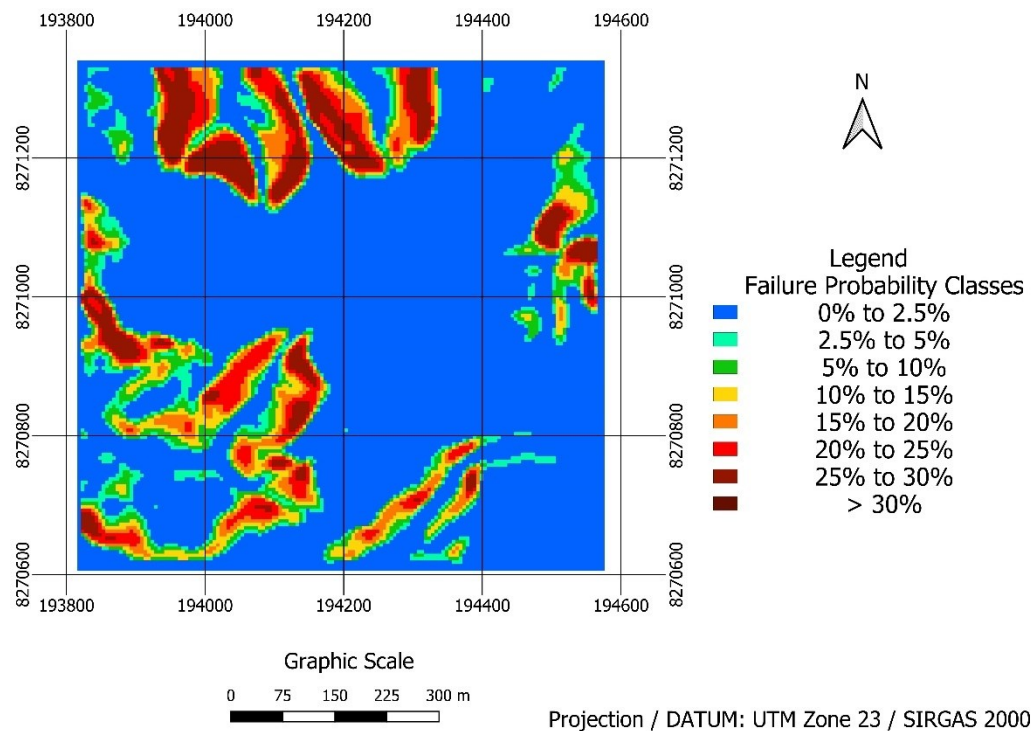 193800 194000 194200 194400 194600
N
8271200 8271200
8271000 8271000
8270800 8270800
8270600 8270600
193800 194000 194200 194400 194600
Legend
Failure Probability Classes
0% to 2.5%
2.5% to 5%
5% to 10%
10% to 15%
15% to 20%
20% to 25%
25% to 30%
> 30%
Graphic Scale
0 75 150 225 300 m
Projection / DATUM: UTM Zone 23 / SIRGAS 2000